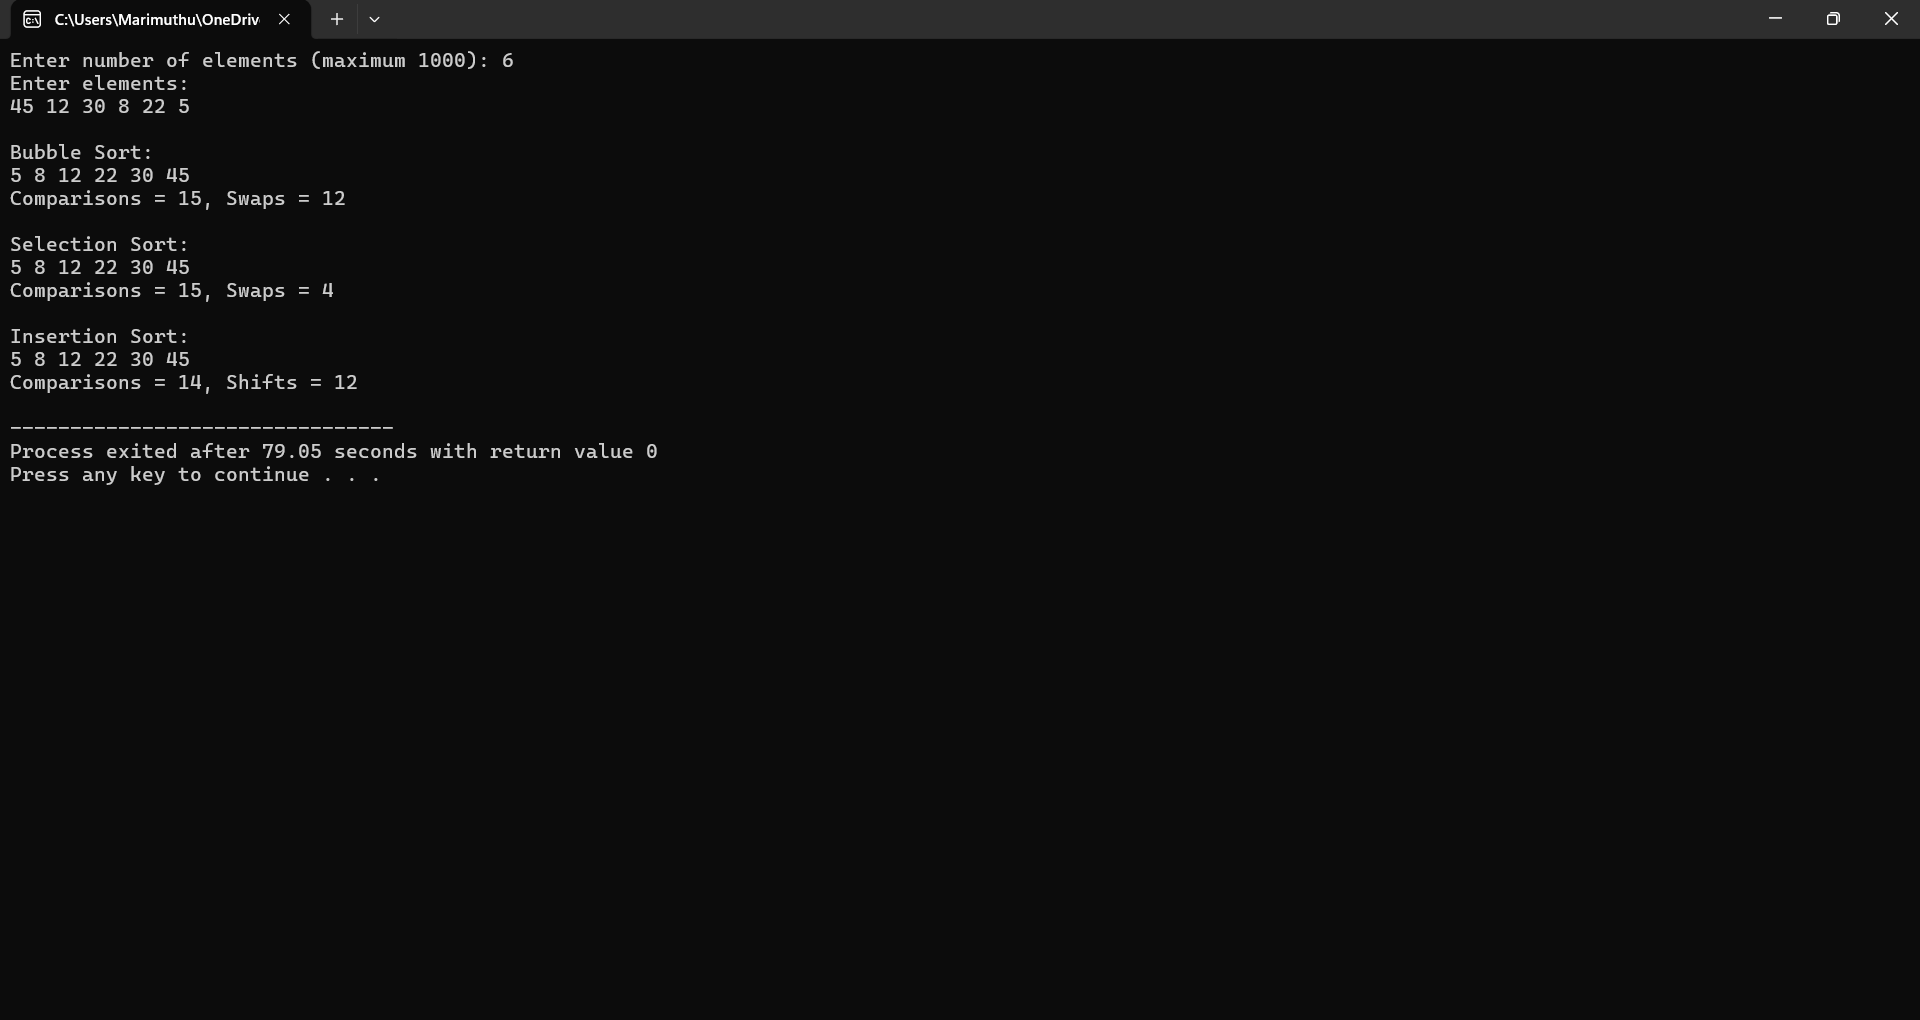 C:\Users\Marimuthu\OneDriv
Enter number of elements (maximum 1000): 6
Enter elements:
45 12 30 8 22 5
Bubble Sort:
5 8 12 22 30 45
Comparisons = 15, Swaps = 12
Selection Sort:
5 8 12 22 30 45
Comparisons = 15, Swaps = 4
Insertion Sort:
5 8 12 22 30 45
Comparisons = 14, Shifts = 12
--------------------------------
Process exited after 79.05 seconds with return value 0
Press any key to continue . . .